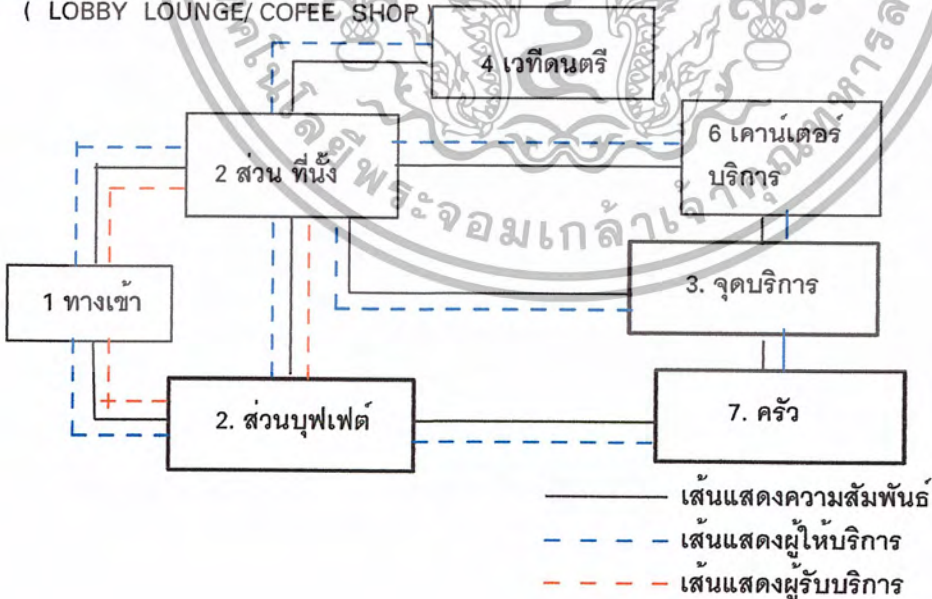 ( LOBBY LOUNGE/ COFEE SHOP )
4 เวทีดนตรี
2 ส่วน ที่นั้ง
6 เคาน์เตอร์
บริการ
1 ทางเข้า
3. จุดบริการ
2. ส่วนบุฟเฟต์
7. ครัว
เส้นแสดงความสัมพันธ์
เส้นแสดงผู้ให้บริการ
เส้นแสดงผู้รับบริการ